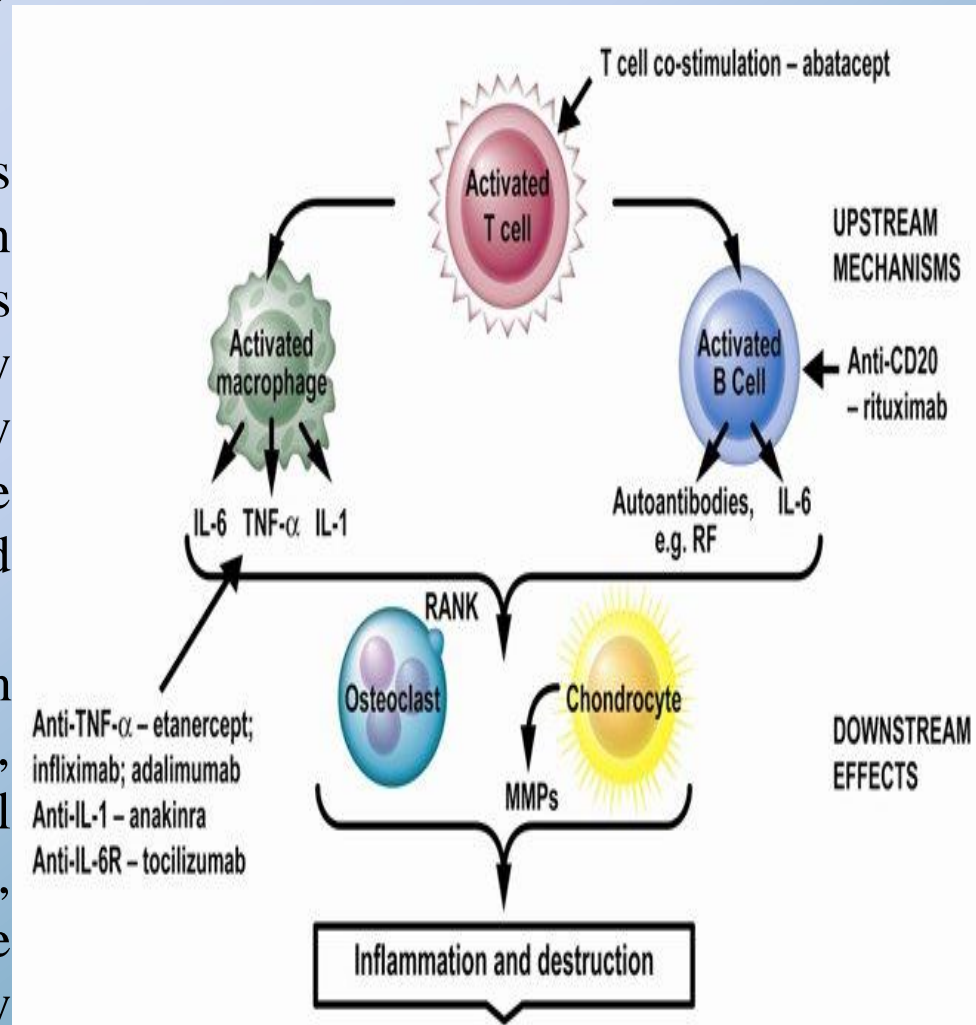 T cell co-stimulation – abatacept
Activated
T cell
UPSTREAM
MECHANISMS
Activated
macrophage
Activated
B Cell
Anti-CD20
– rituximab
IL-6 TNF-α IL-1
Autoantibodies,
e.g. RF
IL-6
RANK
Osteoclast
Chondrocyte
MMPs
Anti-TNF-α – etanercept;
infliximab; adalimumab
Anti-IL-1 – anakinra
Anti-IL-6R – tocilizumab
DOWNSTREAM
EFFECTS
Inflammation and destruction